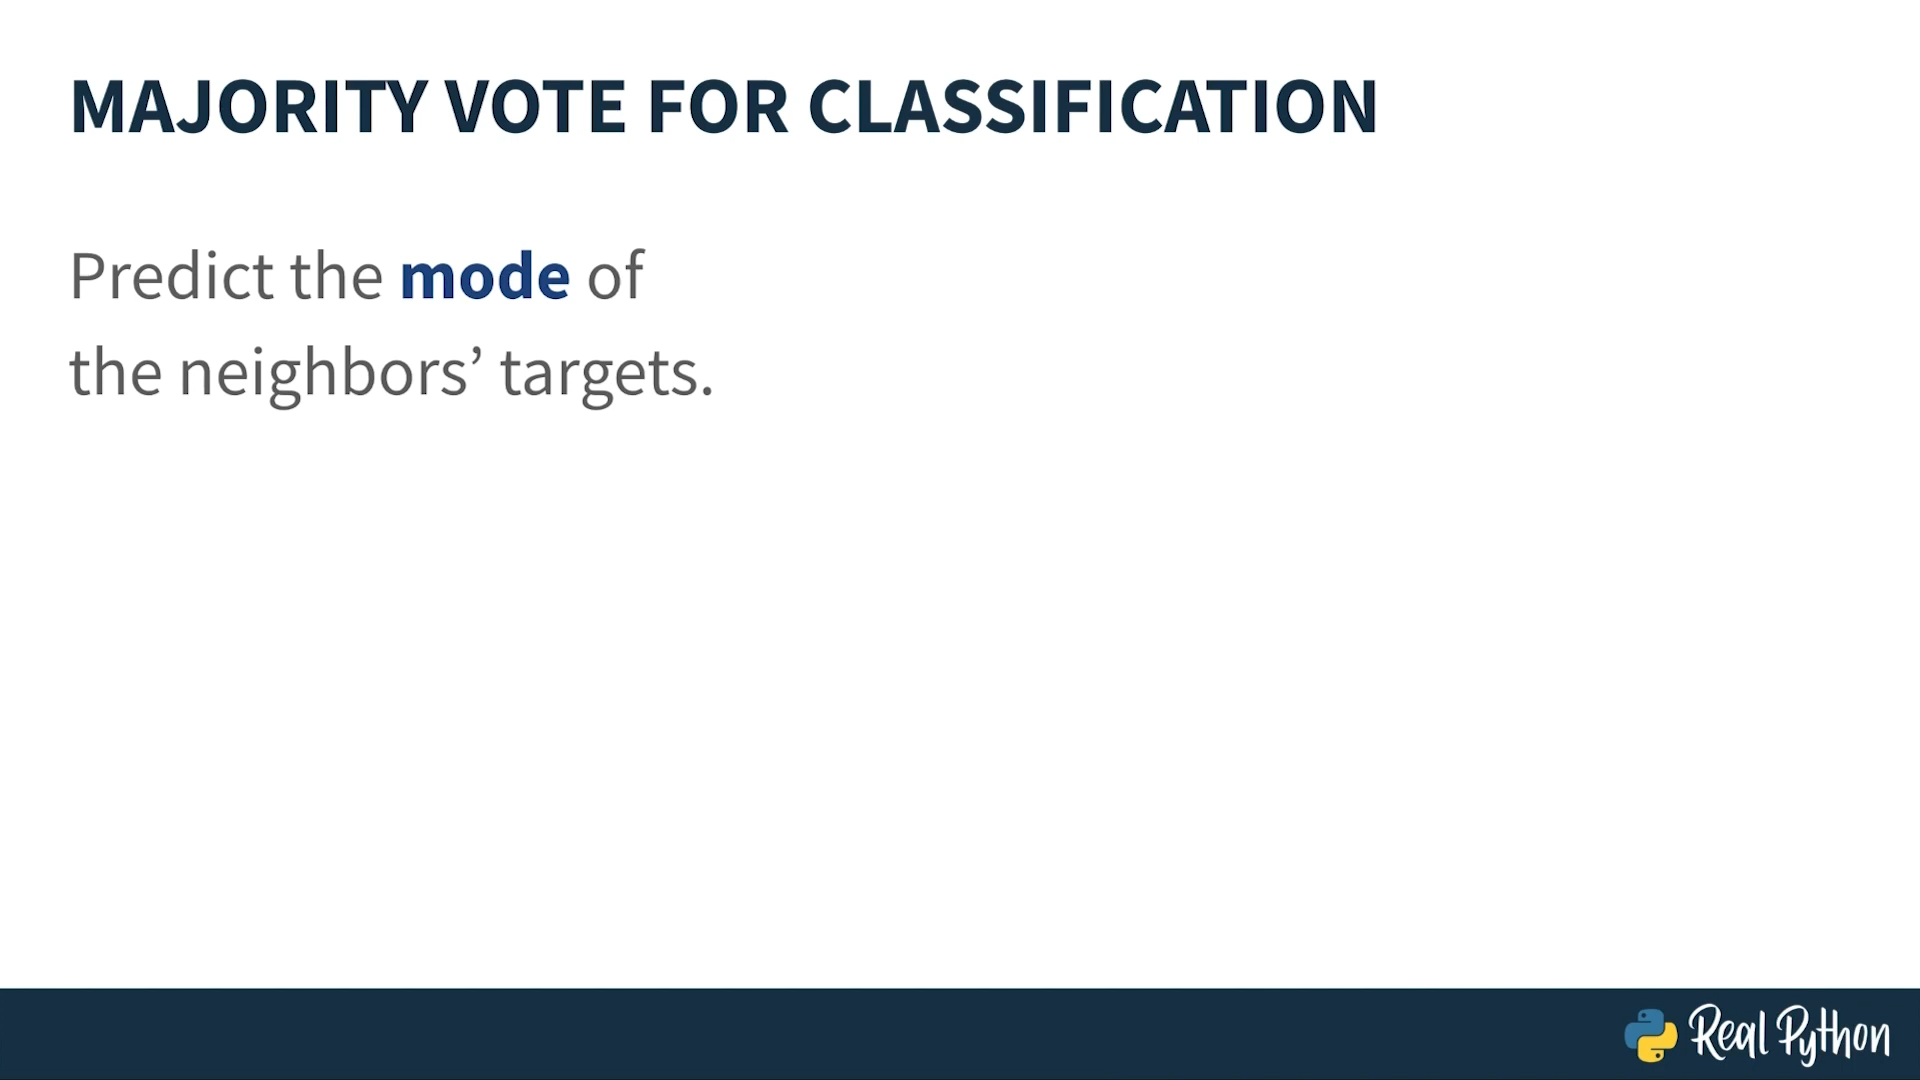 MAJORITY VOTE FOR CLASSIFICATION
Predict the mode of
the neighbors’ targets.
Real Python